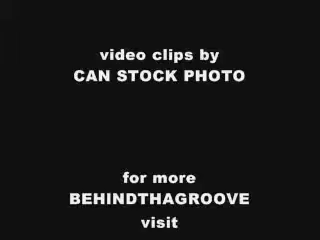 video clips by
CAN STOCK PHOTO
for more
BEHINDTHAGROOVE
visit